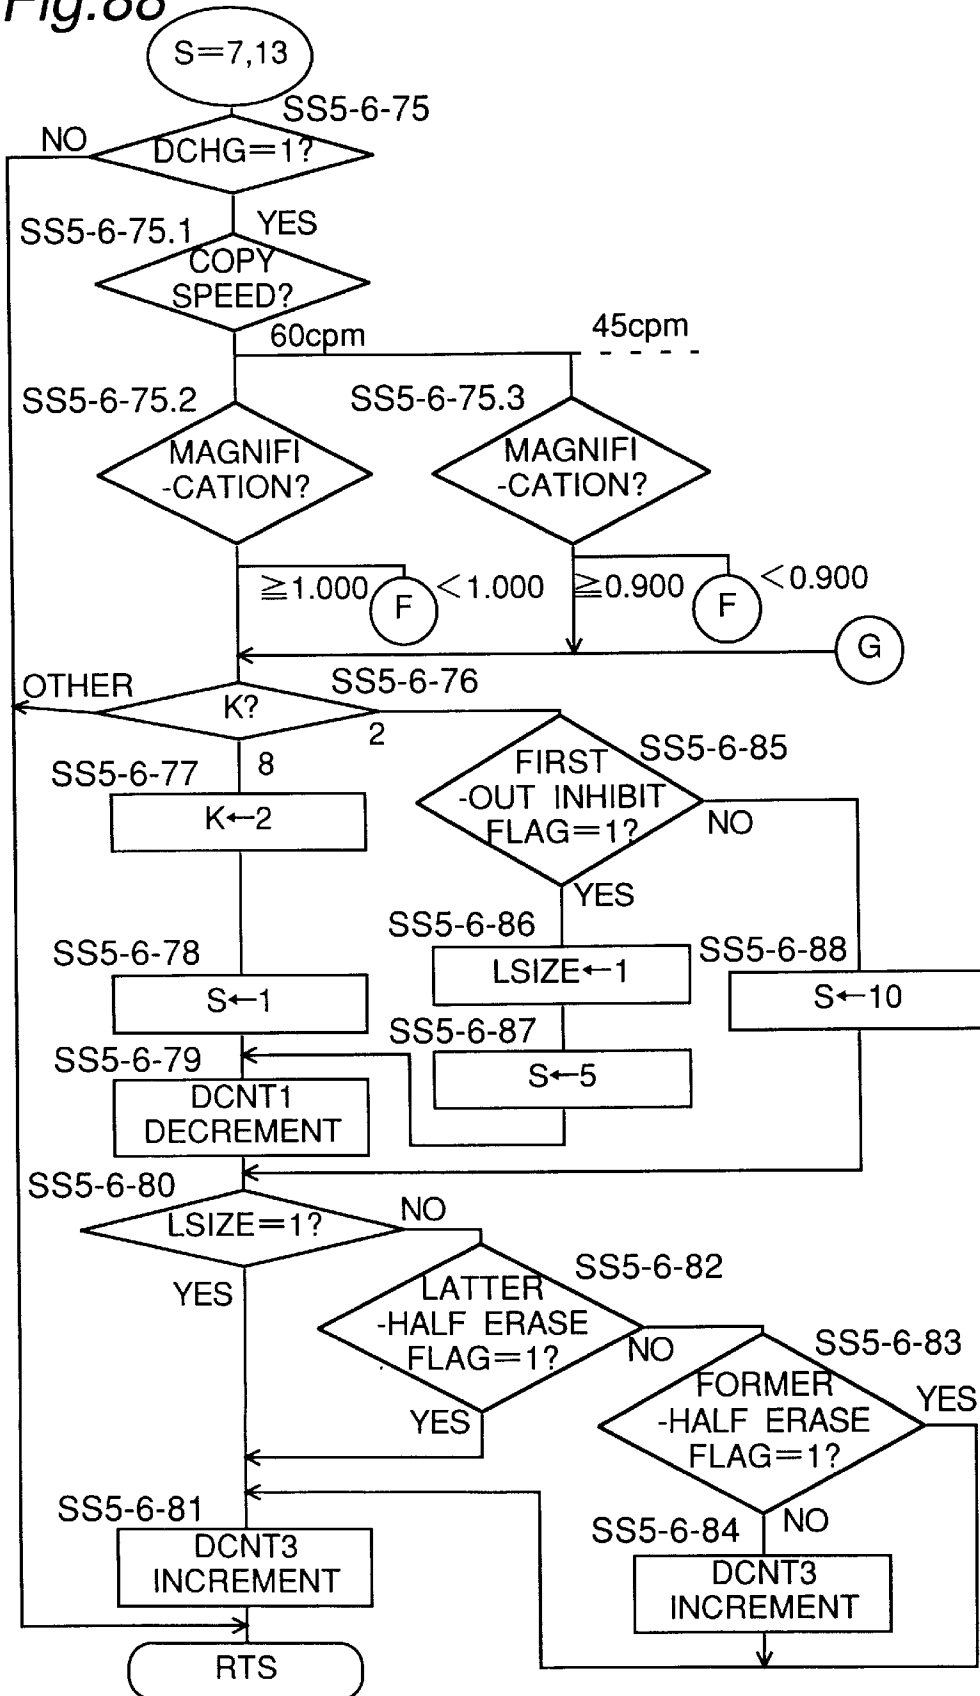 Fig.88
S=7,13
SS5-6-75
NO
DCHG=1?
YES
SS5-6-75.1
COPY
SPEED?
60cpm
45cpm
SS5-6-75.2
SS5-6-75.3
MAGNIFI
-CATION?
MAGNIFI
-CATION?
≧1.000
F
<1.000
≧0.900
F
<0.900
G
OTHER
K?
SS5-6-76
2
8
SS5-6-77
K←2
FIRST
-OUT INHIBIT
FLAG=1?
SS5-6-85
NO
YES
SS5-6-86
LSIZE←1
SS5-6-78
S←1
SS5-6-88
S←10
SS5-6-87
S←5
SS5-6-79
DCNT1
DECREMENT
SS5-6-80
LSIZE=1?
NO
YES
LATTER
-HALF ERASE
FLAG=1?
SS5-6-82
NO
YES
SS5-6-83
FORMER
-HALF ERASE
FLAG=1?
YES
NO
SS5-6-81
DCNT3
INCREMENT
SS5-6-84
DCNT3
INCREMENT
RTS